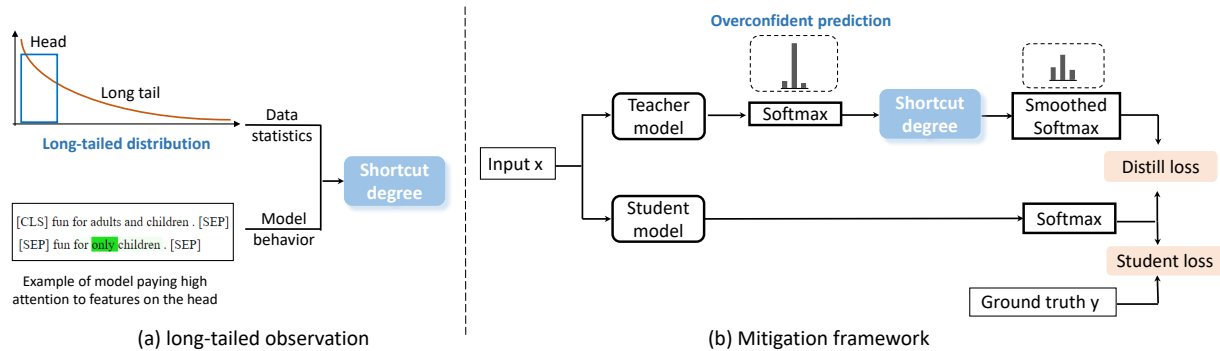 Head
Long tail
Long-tailed distribution
Data
statistics
Shortcut
degree
[CLS] fun for adults and children . [SEP]
[SEP] fun for only children . [SEP]
Model
behavior
Example of model paying high
attention to features on the head
(a) long-tailed observation
Overconfident prediction
Input x
Teacher
model
Softmax
Shortcut
degree
Smoothed
Softmax
Distill loss
Student
model
Softmax
Student loss
Ground truth y
(b) Mitigation framework